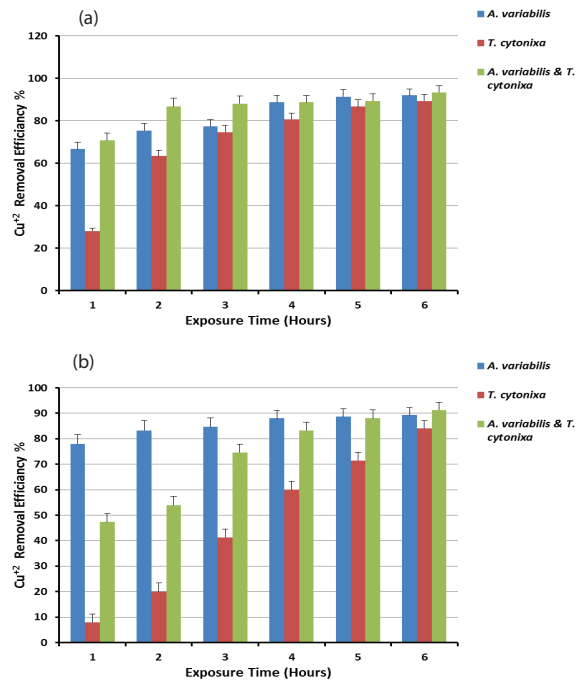 (a)
A. variabilis
T. cytonixa
A. variabilis & T.
cytonixa
120
100
80
60
40
20
0
Cu+2 Removal Efficiancy %
1 2 3 4 5 6
Exposure Time (Hours)
(b)
A. variabilis
T. cytonixa
A. variabilis & T.
cytonixa
100
90
80
70
60
50
40
30
20
10
0
Cu+2 Removal Efficiancy %
1 2 3 4 5 6
Exposure Time (Hours)